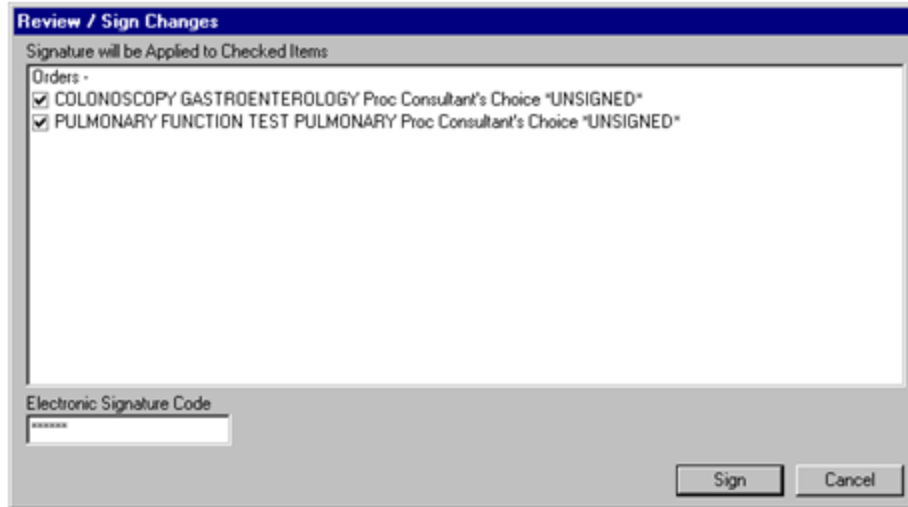 Review / Sign Changes
Signature will be Applied to Checked Items
Orders -
COLONOSCOPY GASTROENTEROLOGY Proc Consultant's Choice *UNSIGNED*
PULMONARY FUNCTION TEST PULMONARY Proc Consultant's Choice *UNSIGNED*
Electronic Signature Code
******
Sign
Cancel